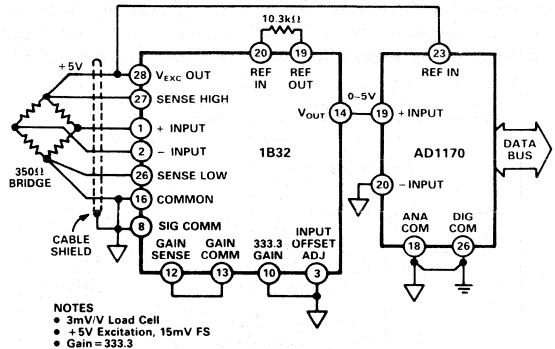 10.3kΩ
+5V
28 VEXC OUT
20 REF IN
19 REF OUT
23 REF IN
27 SENSE HIGH
1 + INPUT
VOUT 14
0–5V
19 + INPUT
2 – INPUT
1B32
AD1170
DATA BUS
350Ω BRIDGE
26 SENSE LOW
16 COMMON
20 – INPUT
8 SIG COMM
CABLE SHIELD
GAIN SENSE 12
GAIN COMM 13
333.3 GAIN 10
INPUT OFFSET ADJ 3
ANA COM 18
DIG COM 26
NOTES
• 3mV/V Load Cell
• +5V Excitation, 15mV FS
• Gain = 333.3